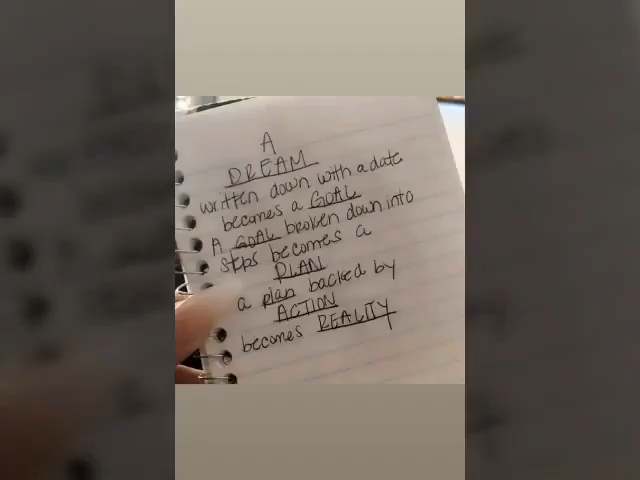 A
DREAM
written down with a date
becomes a GOAL
A GOAL broken down into
steps becomes a
PLAN
a plan backed by
ACTION
becomes REALITY